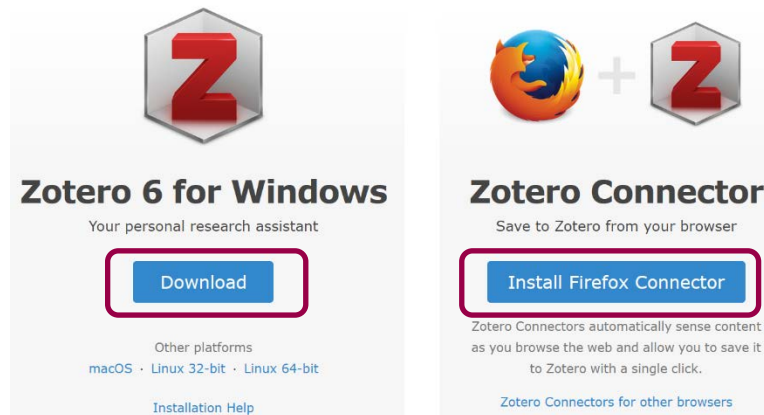 Z
Zotero 6 for Windows
Your personal research assistant
Download
Other platforms
macOS · Linux 32-bit · Linux 64-bit
Installation Help
+ Z
Zotero Connector
Save to Zotero from your browser
Install Firefox Connector
Zotero Connectors automatically sense content
as you browse the web and allow you to save it
to Zotero with a single click.
Zotero Connectors for other browsers